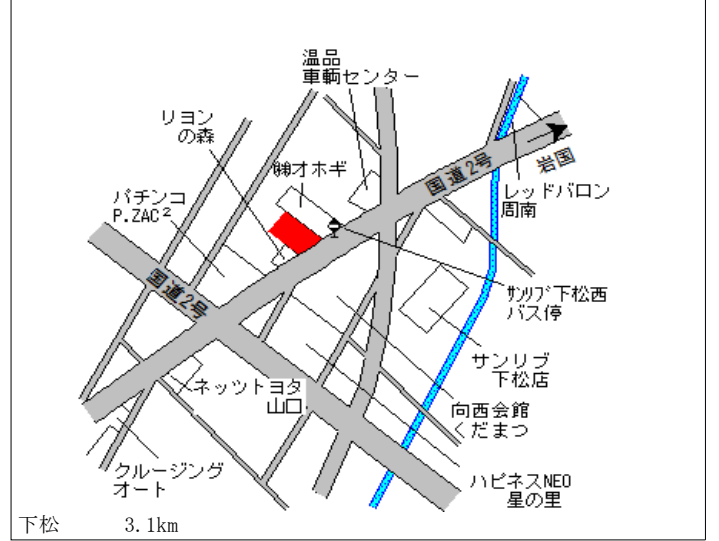 温品
車輌センター
リヨン
の森
㈱オホギ
パチンコ
P.ZAC²
国道2号
岩国
レッドバロン
周南
国道2号
ｻﾝﾘﾌﾞ下松西
バス停
サンリブ
下松店
ネッツトヨタ
山口
向西会館
くだまつ
クルージング
オート
ハピネスNEO
星の里
下松 3.1km